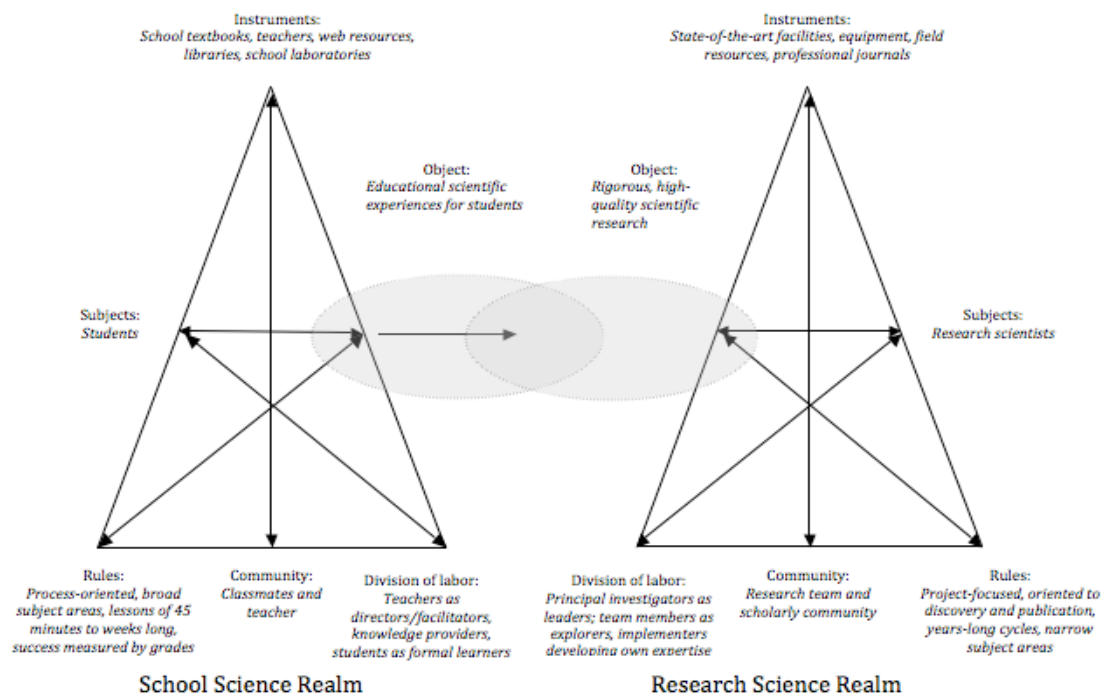 Instruments:
School textbooks, teachers, web resources,
libraries, school laboratories
Instruments:
State-of-the-art facilities, equipment, field
resources, professional journals
Object:
Educational scientific
experiences for students
Object:
Rigorous, high-
quality scientific
research
Subjects:
Students
Subjects:
Research scientists
Rules:
Process-oriented, broad
subject areas, lessons of 45
minutes to weeks long,
success measured by grades
Community:
Classmates and
teacher
Division of labor:
Teachers as
directors/facilitators,
knowledge providers,
students as formal learners
Division of labor:
Principal investigators as
leaders; team members as
explorers, implementers
developing own expertise
Community:
Research team and
scholarly community
Rules:
Project-focused, oriented to
discovery and publication,
years-long cycles, narrow
subject areas
School Science Realm
Research Science Realm